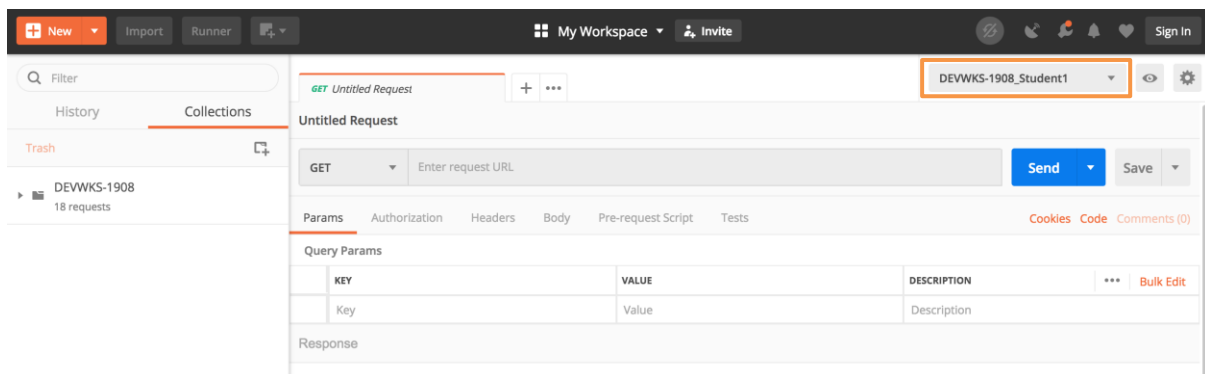 New Import Runner My Workspace Invite Sign In
Filter
History Collections
Trash
DEVWKS-1908
18 requests
GET Untitled Request
DEVWKS-1908_Student1
Untitled Request
GET Enter request URL Send Save
Params Authorization Headers Body Pre-request Script Tests Cookies Code Comments (0)
Query Params
KEY VALUE DESCRIPTION Bulk Edit
Key Value Description
Response